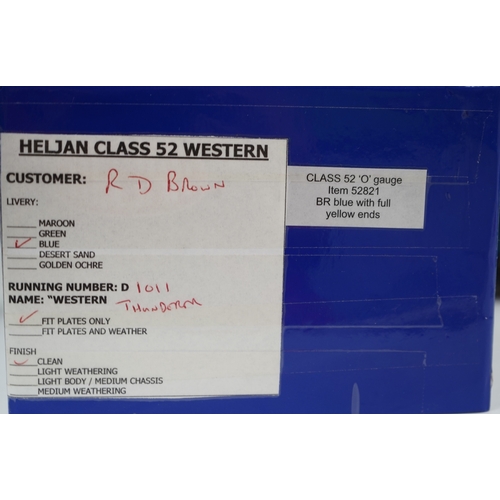 HELJAN CLASS 52 WESTERN
CUSTOMER: R D BROWN
LIVERY:
MAROON
GREEN
BLUE
DESERT SAND
GOLDEN OCHRE
RUNNING NUMBER: D 1011
NAME: "WESTERN THUNDERER
FIT PLATES ONLY
FIT PLATES AND WEATHER
FINISH
CLEAN
LIGHT WEATHERING
LIGHT BODY / MEDIUM CHASSIS
MEDIUM WEATHERING
CLASS 52 'O' gauge
Item 52821
BR blue with full
yellow ends